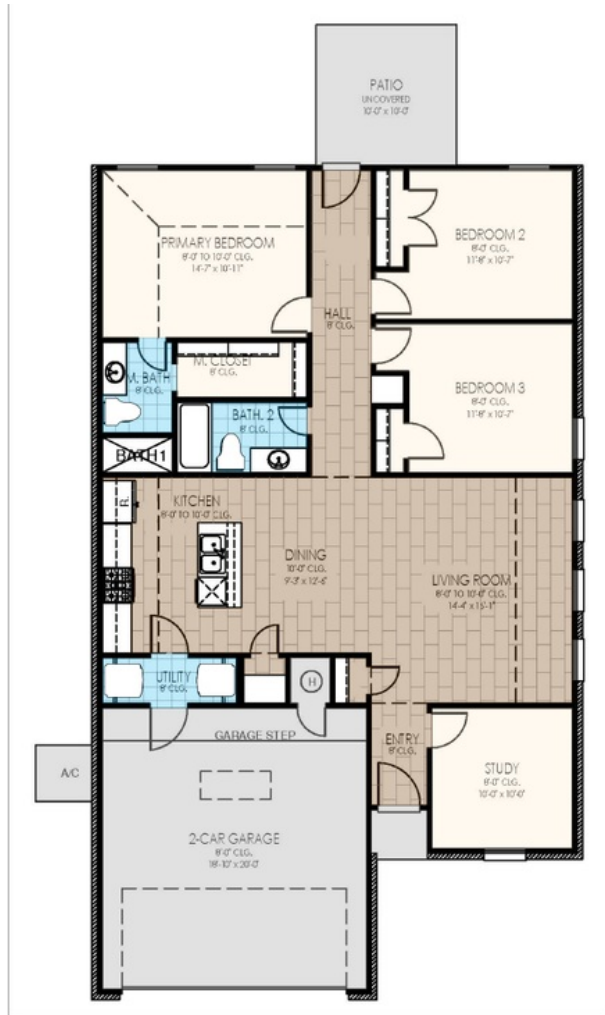 PATIO
UNCOVERED
10'-0" x 10'-0"
PRIMARY BEDROOM
8'-0" TO 10'-0" CLG.
14'-7" x 10'-11"
BEDROOM 2
8'-0" CLG.
11'-8" x 10'-7"
HALL
8' CLG.
M. CLOSET
8' CLG.
M. BATH
8' CLG.
BEDROOM 3
8'-0" CLG.
11'-8" x 10'-7"
BATH. 2
8' CLG.
BATH1
R.
KITCHEN
8'-0" TO 10'-0" CLG.
DINING
10'-0" CLG.
9'-3" x 12'-6"
LIVING ROOM
8'-0" TO 10'-0" CLG.
14'-4" x 15'-1"
UTILITY
8' CLG.
H
GARAGE STEP
ENTRY
8' CLG.
A/C
STUDY
8'-0" CLG.
10'-0" x 10'-0"
2-CAR GARAGE
8'-0" CLG.
18'-10" x 20'-0"